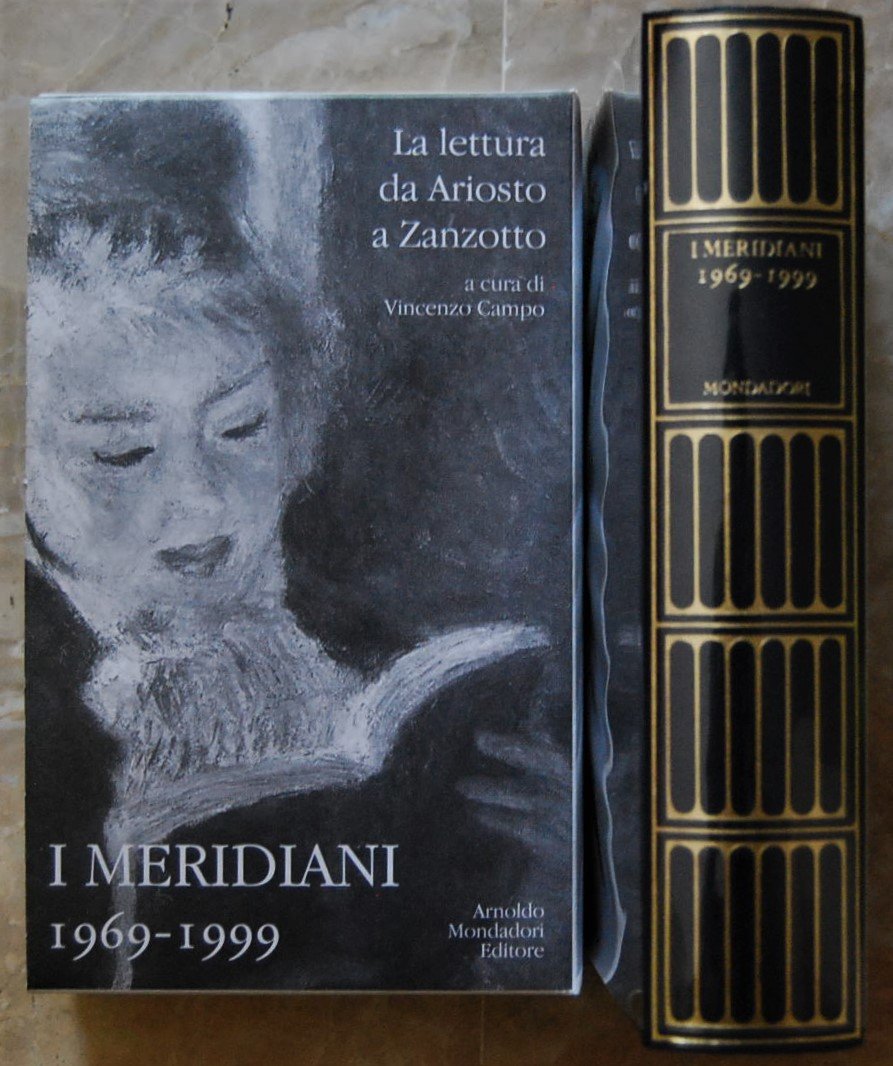 La lettura
da Ariosto
a Zanzotto
a cura di
Vincenzo Campo
I MERIDIANI
1969-1999
Arnoldo
Mondadori
Editore
I MERIDIANI
1969-1999
MONDADORI